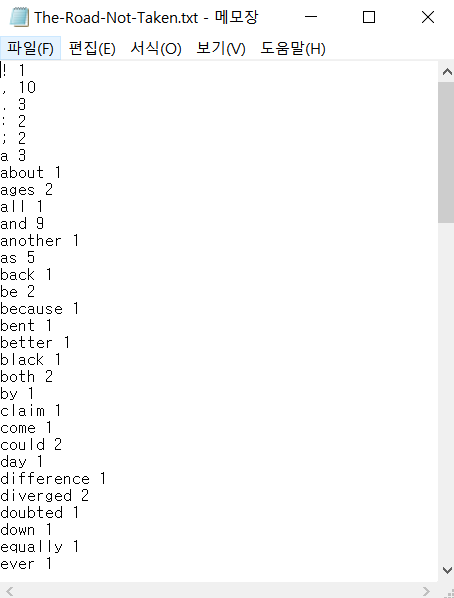 The-Road-Not-Taken.txt - 메모장
파일(F) 편집(E) 서식(O) 보기(V) 도움말(H)
! 1
, 10
. 3
: 2
; 2
a 3
about 1
ages 2
all 1
and 9
another 1
as 5
back 1
be 2
because 1
bent 1
better 1
black 1
both 2
by 1
claim 1
come 1
could 2
day 1
difference 1
diverged 2
doubted 1
down 1
equally 1
ever 1